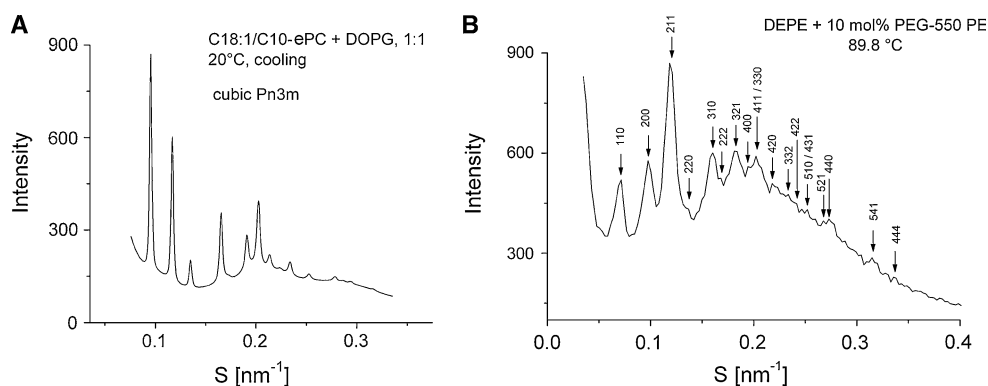 A
C18:1/C10-ePC + DOPG, 1:1
20°C, cooling
cubic Pn3m
Intensity
900
600
300
0
0.1
0.2
0.3
S [nm⁻¹]
B
DEPE + 10 mol% PEG-550 PE
89.8 °C
Intensity
900
600
300
110
200
211
220
310
222
321
400
411 / 330
420
332
422
510 / 431
521
440
541
444
0.0
0.1
0.2
0.3
0.4
S [nm⁻¹]